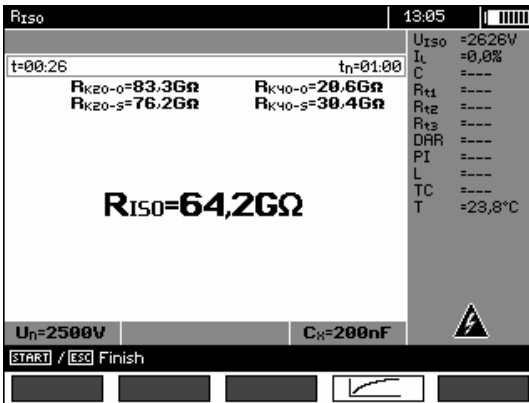 RISO 13:05
t=00:26 tn=01:00
RK20-O=83,3GΩ RK40-O=20,6GΩ
RK20-S=76,2GΩ RK40-S=30,4GΩ
RISO=64,2GΩ
Un=2500V CX=200nF
UISO =2626V
IL =0,0%
C =---
Rt1 =---
Rt2 =---
Rt3 =---
DAR =---
PI =---
L =---
TC =---
T =23,8°C
START / ESC Finish